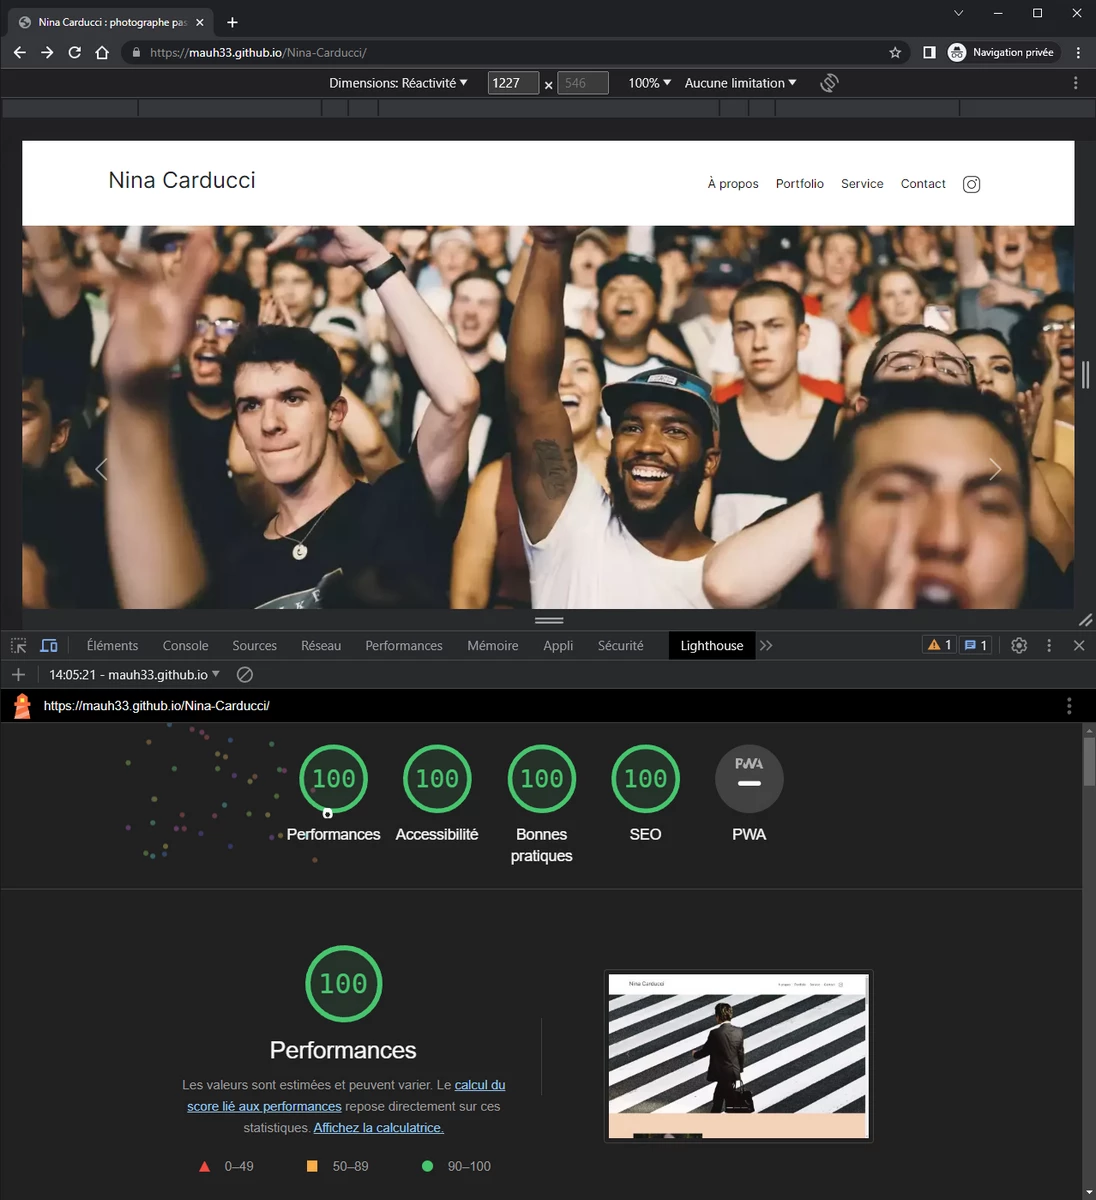 Nina Carducci : photographe pas
https://mauh33.github.io/Nina-Carducci/
Navigation privée
Dimensions: Réactivité
1227
×
546
100%
Aucune limitation
Nina Carducci
À propos
Portfolio
Service
Contact
Éléments
Console
Sources
Réseau
Performances
Mémoire
Appli
Sécurité
Lighthouse
1
1
14:05:21 - mauh33.github.io
https://mauh33.github.io/Nina-Carducci/
100
100
100
100
PWA
Performances
Accessibilité
Bonnes
pratiques
SEO
PWA
100
Performances
Les valeurs sont estimées et peuvent varier. Le calcul du
score lié aux performances repose directement sur ces
statistiques. Affichez la calculatrice.
0–49
50–89
90–100
Nina Carducci